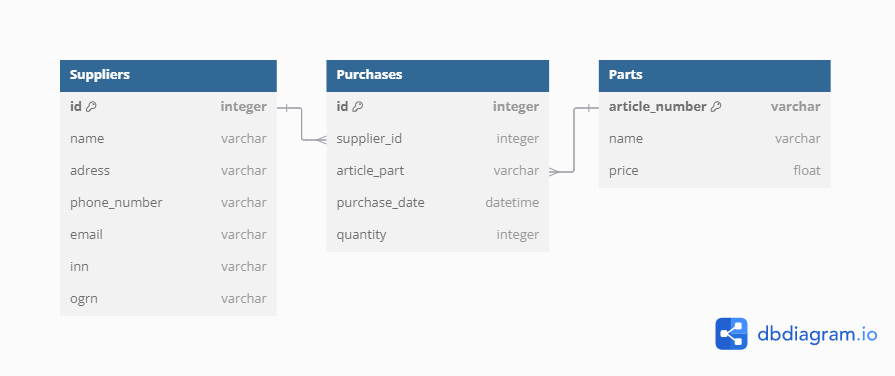 Suppliers
id integer
name varchar
adress varchar
phone_number varchar
email varchar
inn varchar
ogrn varchar
Purchases
id integer
supplier_id integer
article_part varchar
purchase_date datetime
quantity integer
Parts
article_number varchar
name varchar
price float
dbdiagram.io